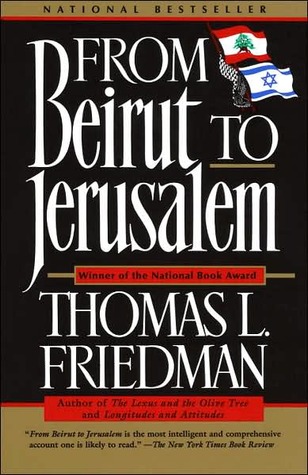 NATIONAL BESTSELLER
FROM
Beirut TO
Jerusalem
Winner of the National Book Award
THOMAS L.
FRIEDMAN
Author of The Lexus and the Olive Tree
and Longitudes and Attitudes
"From Beirut to Jerusalem is the most intelligent and comprehensive
account one is likely to read."—The New York Times Book Review